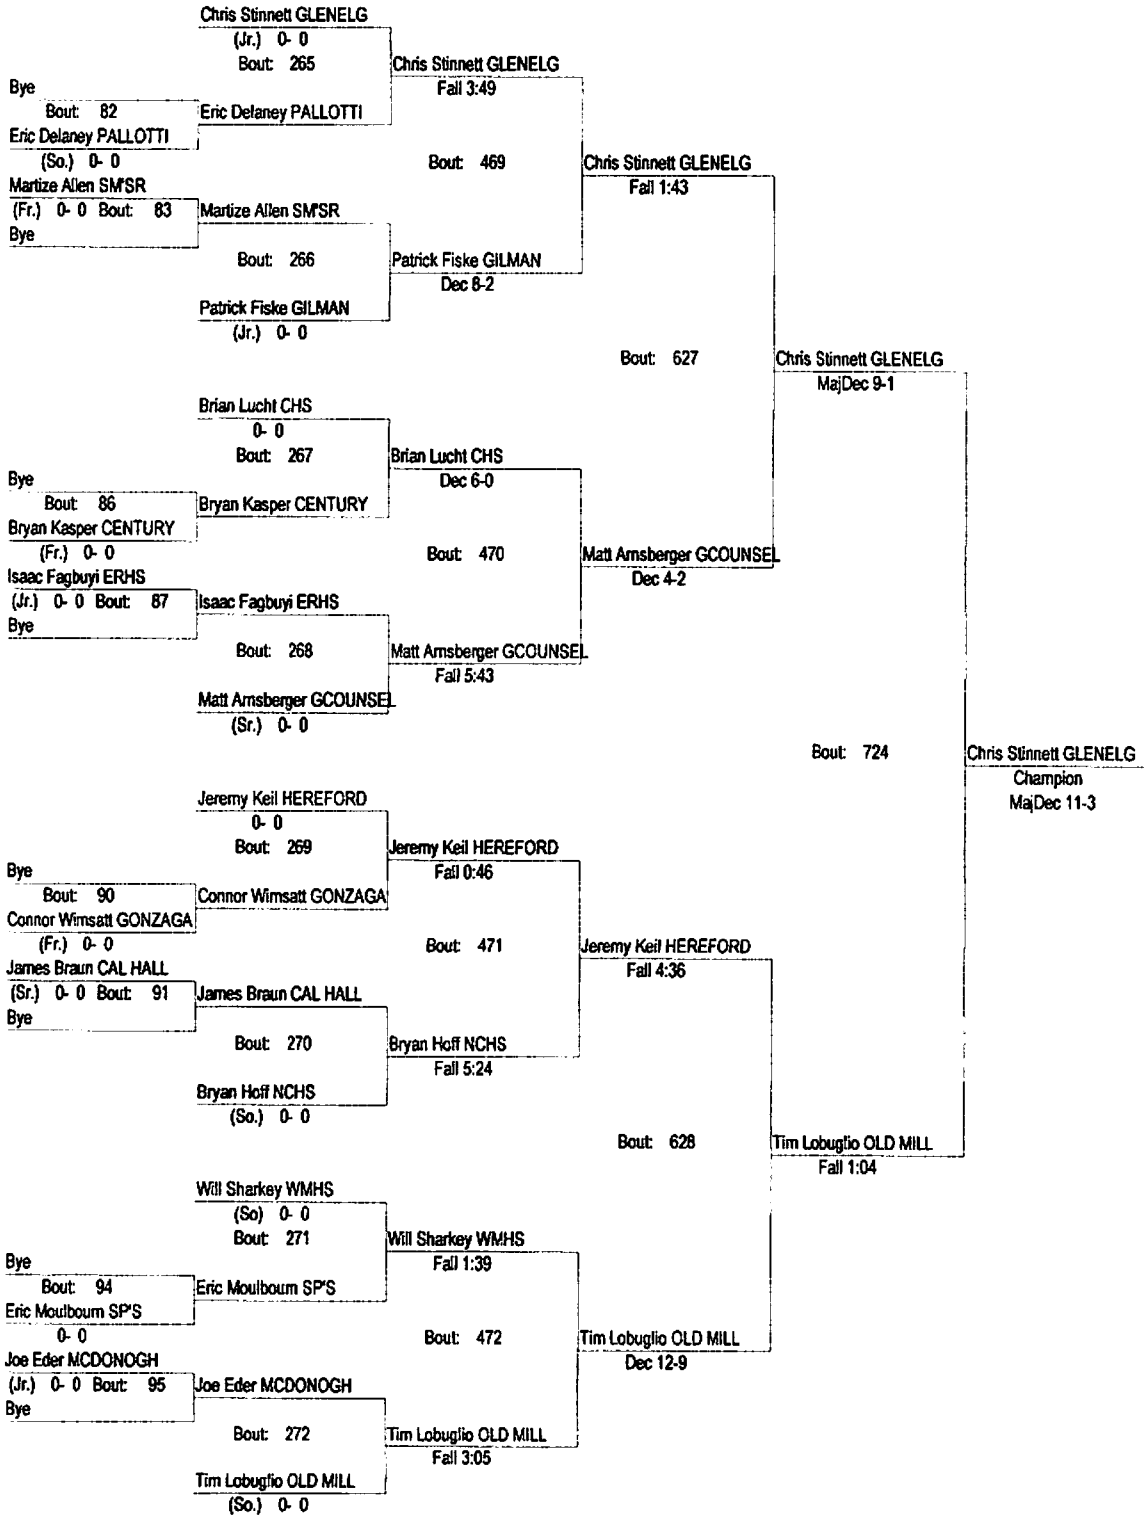 Chris Stinnett GLENELG
(Jr.) 0- 0
Bout: 265
Chris Stinnett GLENELG
Fall 3:49
Bye
Bout: 82
Eric Delaney PALLOTTI
Eric Delaney PALLOTTI
(So.) 0- 0
Bout: 469
Chris Stinnett GLENELG
Fall 1:43
Martize Allen SM'SR
(Fr.) 0- 0 Bout: 83
Martize Allen SM'SR
Bye
Bout: 266
Patrick Fiske GILMAN
Dec 8-2
Patrick Fiske GILMAN
(Jr.) 0- 0
Bout: 627
Chris Stinnett GLENELG
MajDec 9-1
Brian Lucht CHS
0- 0
Bout: 267
Brian Lucht CHS
Dec 6-0
Bye
Bout: 86
Bryan Kasper CENTURY
Bryan Kasper CENTURY
(Fr.) 0- 0
Bout: 470
Matt Arnsberger GCOUNSEL
Dec 4-2
Isaac Fagbuyi ERHS
(Jr.) 0- 0 Bout: 87
Isaac Fagbuyi ERHS
Bye
Bout: 268
Matt Arnsberger GCOUNSEL
Fall 5:43
Matt Arnsberger GCOUNSEL
(Sr.) 0- 0
Bout: 724
Chris Stinnett GLENELG
Champion
MajDec 11-3
Jeremy Keil HEREFORD
0- 0
Bout: 269
Jeremy Keil HEREFORD
Fall 0:46
Bye
Bout: 90
Connor Wimsatt GONZAGA
Connor Wimsatt GONZAGA
(Fr.) 0- 0
Bout: 471
Jeremy Keil HEREFORD
Fall 4:36
James Braun CAL HALL
(Sr.) 0- 0 Bout: 91
James Braun CAL HALL
Bye
Bout: 270
Bryan Hoff NCHS
Fall 5:24
Bryan Hoff NCHS
(So.) 0- 0
Bout: 628
Tim Lobuglio OLD MILL
Fall 1:04
Will Sharkey WMHS
(So) 0- 0
Bout: 271
Will Sharkey WMHS
Fall 1:39
Bye
Bout: 94
Eric Moulbourn SP'S
Eric Moulbourn SP'S
0- 0
Bout: 472
Tim Lobuglio OLD MILL
Dec 12-9
Joe Eder MCDONOGH
(Jr.) 0- 0 Bout: 95
Joe Eder MCDONOGH
Bye
Bout: 272
Tim Lobuglio OLD MILL
Fall 3:05
Tim Lobuglio OLD MILL
(So.) 0- 0